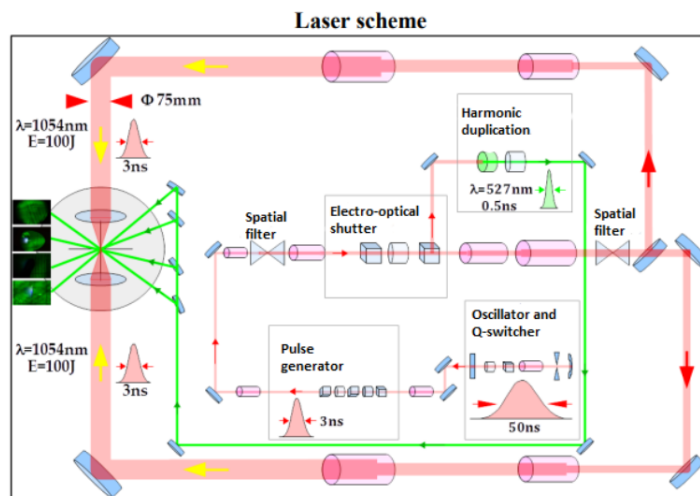 Laser scheme
Φ 75mm
λ=1054nm
E=100J
3ns
Harmonic
duplication
λ=527nm
0.5ns
Spatial
filter
Electro-optical
shutter
Spatial
filter
λ=1054nm
E=100J
3ns
Pulse
generator
3ns
Oscillator and
Q-switcher
50ns